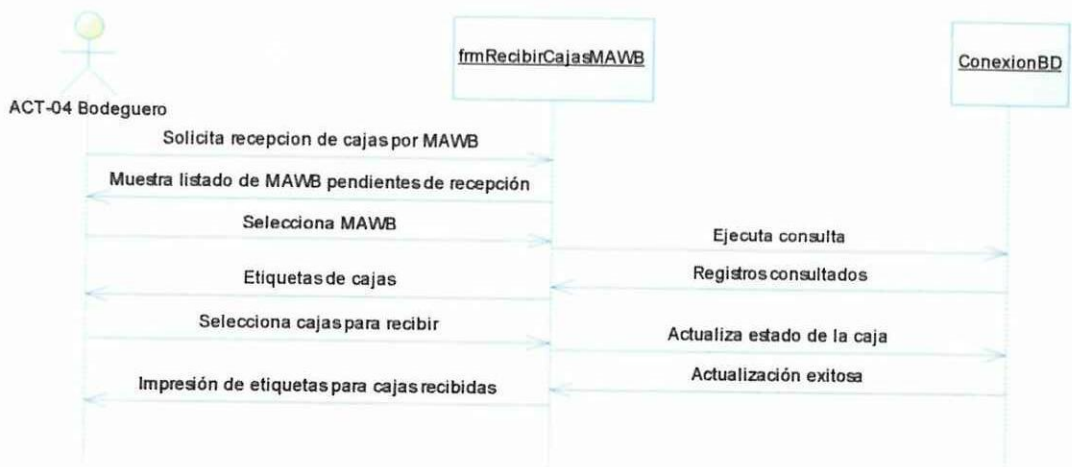 frmRecibirCajasMAWB
ConexionBD
ACT-04 Bodeguero
Solicita recepcion de cajas por MAWB
Muestra listado de MAWB pendientes de recepción
Selecciona MAWB
Ejecuta consulta
Registros consultados
Etiquetas de cajas
Selecciona cajas para recibir
Actualiza estado de la caja
Actualización exitosa
Impresión de etiquetas para cajas recibidas